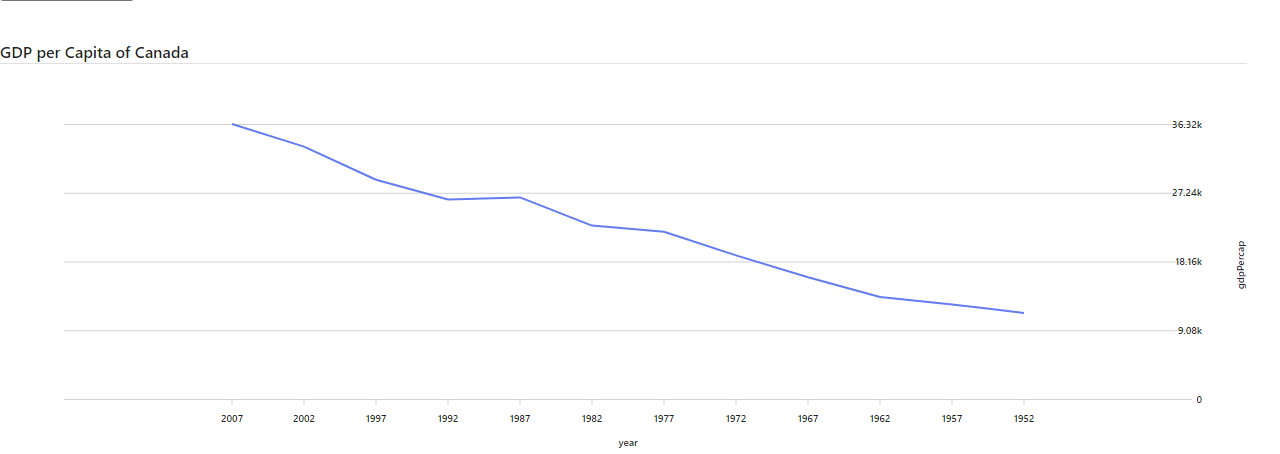 GDP per Capita of Canada
36.32k
27.24k
18.16k
9.08k
0
gdpPercap
2007 2002 1997 1992 1987 1982 1977 1972 1967 1962 1957 1952
year